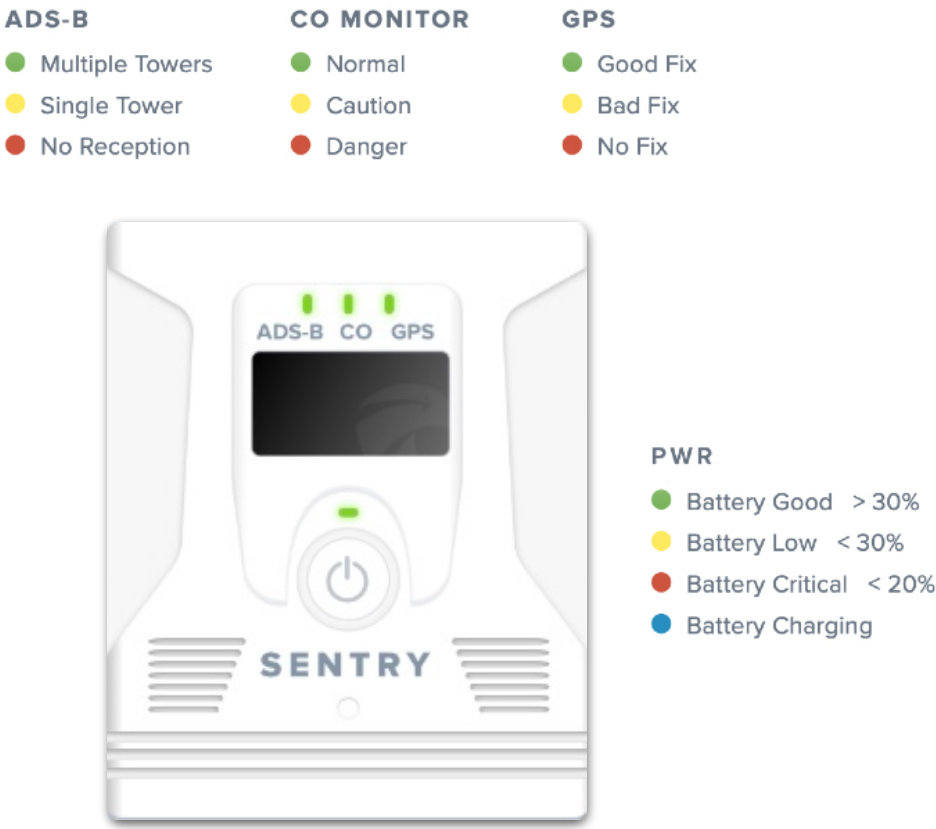 ADS-B
Multiple Towers
Single Tower
No Reception
CO MONITOR
Normal
Caution
Danger
GPS
Good Fix
Bad Fix
No Fix
ADS-B CO GPS
SENTRY
PWR
Battery Good > 30%
Battery Low < 30%
Battery Critical < 20%
Battery Charging